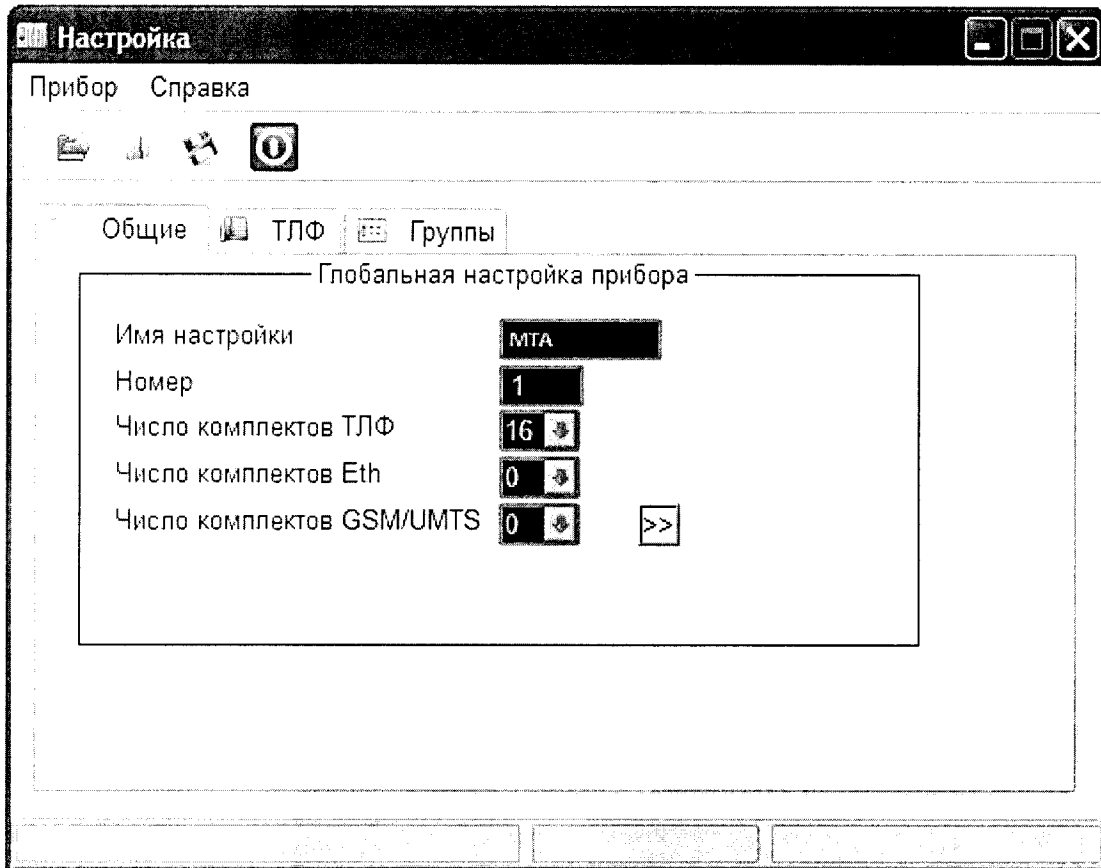 Настройка
Прибор Справка
Общие ТЛФ Группы
Глобальная настройка прибора
Имя настройки МТА
Номер 1
Число комплектов ТЛФ 16
Число комплектов Eth 0
Число комплектов GSM/UMTS 0 >>